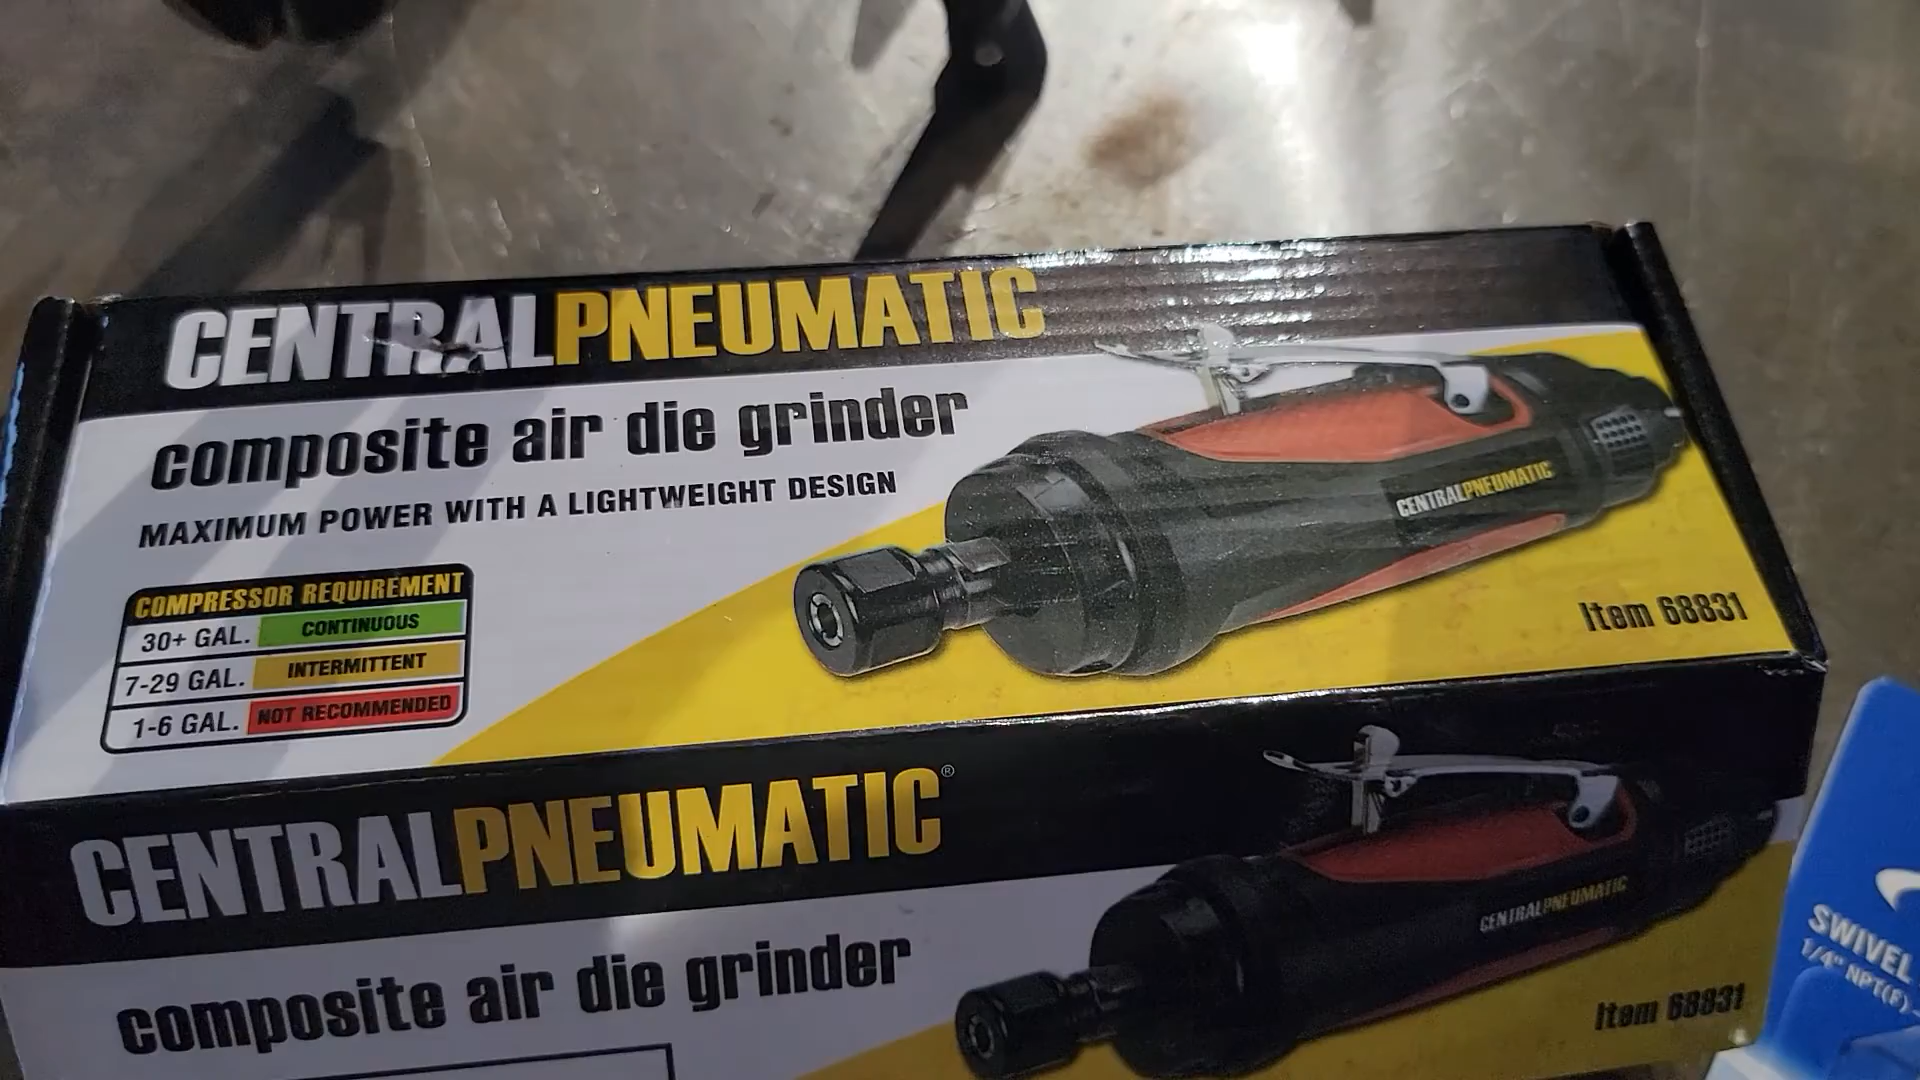 CENTRALPNEUMATIC
composite air die grinder
MAXIMUM POWER WITH A LIGHTWEIGHT DESIGN
COMPRESSOR REQUIREMENT
30+ GAL. CONTINUOUS
7-29 GAL. INTERMITTENT
1-6 GAL. NOT RECOMMENDED
CENTRALPNEUMATIC
Item 68831
CENTRALPNEUMATIC®
composite air die grinder
CENTRALPNEUMATIC
Item 68831
SWIVEL
1/4" NPT(F)